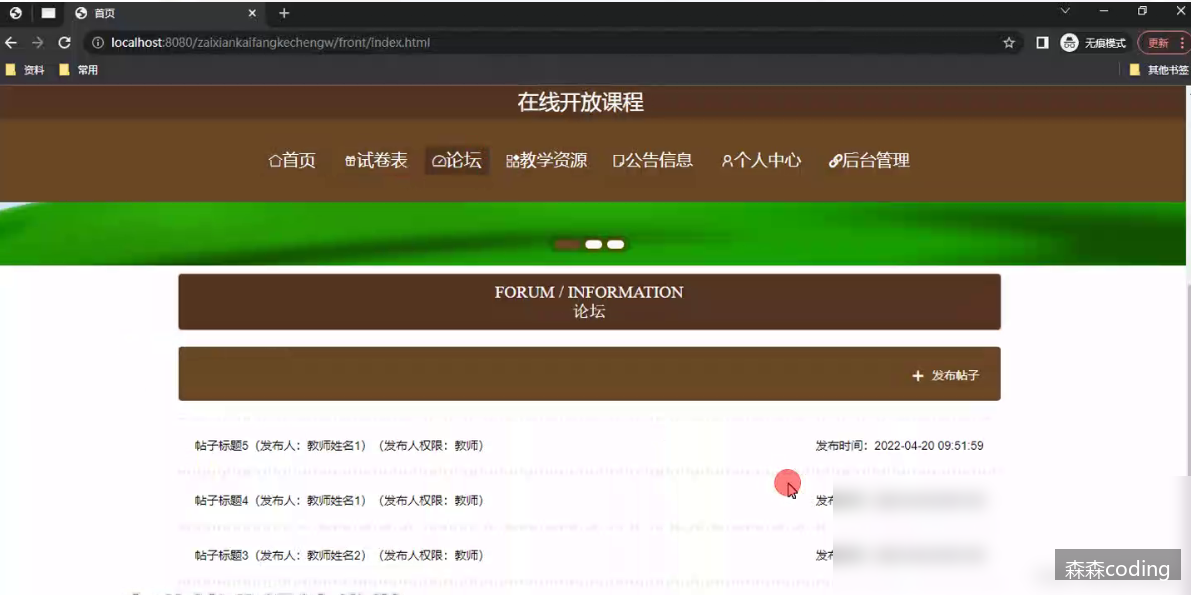 首页
localhost:8080/zaixiankaifangkechengw/front/index.html
无痕模式
更新
资料
常用
其他书签
在线开放课程
首页 试卷表 论坛 教学资源 公告信息 个人中心 后台管理
FORUM / INFORMATION
论坛
+ 发布帖子
帖子标题5（发布人：教师姓名1）（发布人权限：教师） 发布时间：2022-04-20 09:51:59
帖子标题4（发布人：教师姓名1）（发布人权限：教师） 发布
帖子标题3（发布人：教师姓名2）（发布人权限：教师） 发布
森森coding